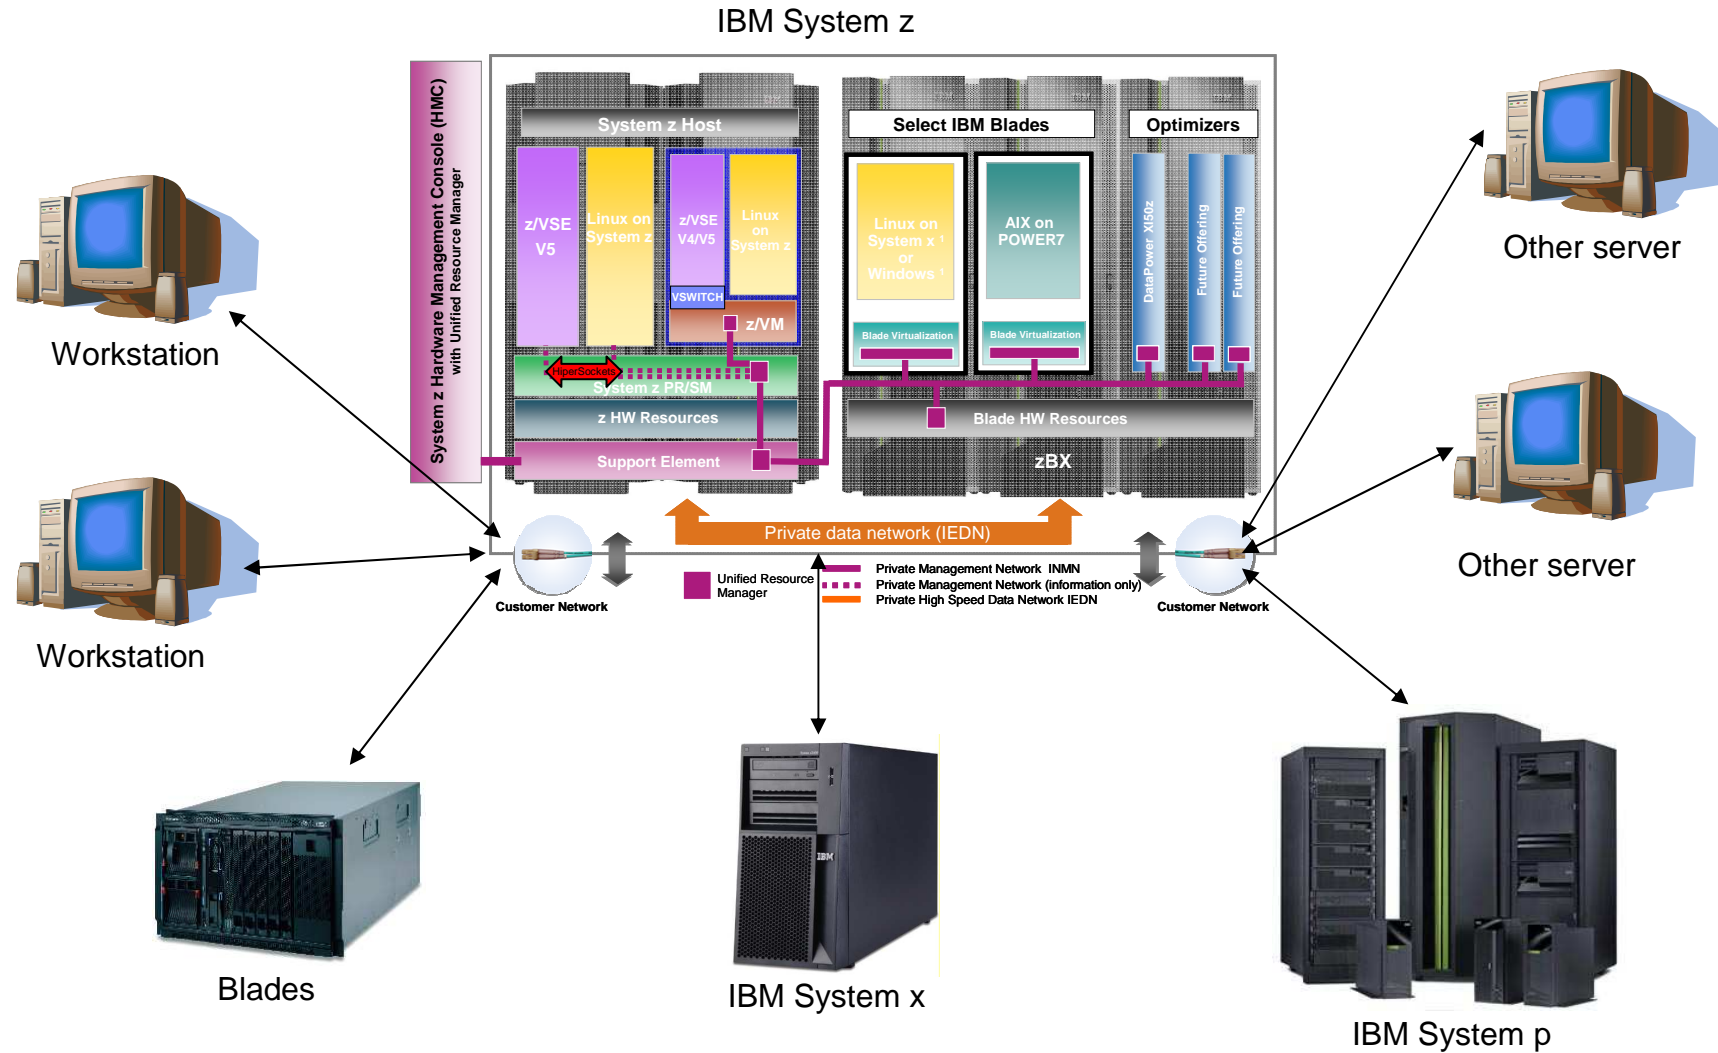 IBM System z
System z Hardware Management Console (HMC)
with Unified Resource Manager
System z Host
Select IBM Blades
Optimizers
z/VSE
V5
Linux on
System z
z/VSE
V4/V5
Linux
on
System z
VSWITCH
z/VM
Linux on
System x ¹
or
Windows ¹
AIX on
POWER7
Blade Virtualization
Blade Virtualization
DataPower XI50z
Future Offering
Future Offering
HiperSockets
System z PR/SM
z HW Resources
Support Element
Blade HW Resources
zBX
Private data network (IEDN)
Customer Network
Unified Resource
Manager
Private Management Network INMN
Private Management Network (information only)
Private High Speed Data Network IEDN
Customer Network
Workstation
Workstation
Other server
Other server
Blades
IBM
IBM System x
IBM System p